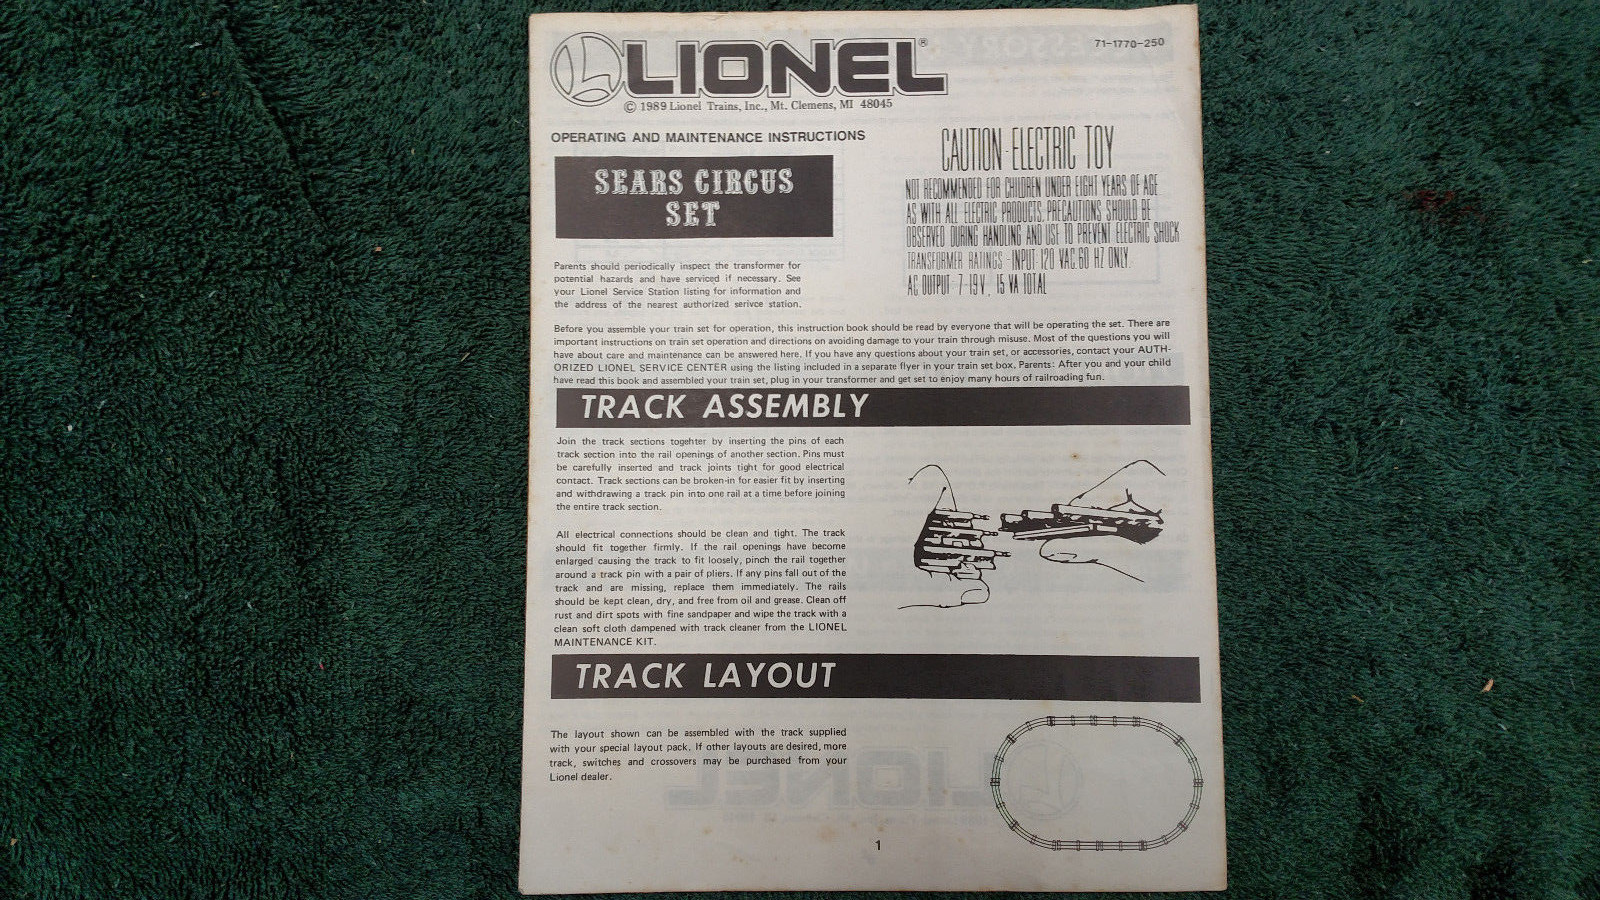 LIONEL®
71-1770-250
© 1989 Lionel Trains, Inc., Mt. Clemens, MI 48045
OPERATING AND MAINTENANCE INSTRUCTIONS
SEARS CIRCUS
SET
CAUTION-ELECTRIC TOY
NOT RECOMMENDED FOR CHILDREN UNDER EIGHT YEARS OF AGE
AS WITH ALL ELECTRIC PRODUCTS, PRECAUTIONS SHOULD BE
OBSERVED DURING HANDLING AND USE TO PREVENT ELECTRIC SHOCK
TRANSFORMER RATINGS - INPUT: 120 VAC. 60 HZ ONLY.
AC OUTPUT: 7-19 V, 15 VA TOTAL
Parents should periodically inspect the transformer for
potential hazards and have serviced if necessary. See
your Lionel Service Station listing for information and
the address of the nearest authorized serivce station.
Before you assemble your train set for operation, this instruction book should be read by everyone that will be operating the set. There are
important instructions on train set operation and directions on avoiding damage to your train through misuse. Most of the questions you will
have about care and maintenance can be answered here. If you have any questions about your train set, or accessories, contact your AUTH-
ORIZED LIONEL SERVICE CENTER using the listing included in a separate flyer in your train set box. Parents: After you and your child
have read this book and assembled your train set, plug in your transformer and get set to enjoy many hours of railroading fun.
TRACK ASSEMBLY
Join the track sections togehter by inserting the pins of each
track section into the rail openings of another section. Pins must
be carefully inserted and track joints tight for good electrical
contact. Track sections can be broken-in for easier fit by inserting
and withdrawing a track pin into one rail at a time before joining
the entire track section.
All electrical connections should be clean and tight. The track
should fit together firmly. If the rail openings have become
enlarged causing the track to fit loosely, pinch the rail together
around a track pin with a pair of pliers. If any pins fall out of the
track and are missing, replace them immediately. The rails
should be kept clean, dry, and free from oil and grease. Clean off
rust and dirt spots with fine sandpaper and wipe the track with a
clean soft cloth dampened with track cleaner from the LIONEL
MAINTENANCE KIT.
TRACK LAYOUT
The layout shown can be assembled with the track supplied
with your special layout pack. If other layouts are desired, more
track, switches and crossovers may be purchased from your
Lionel dealer.
1